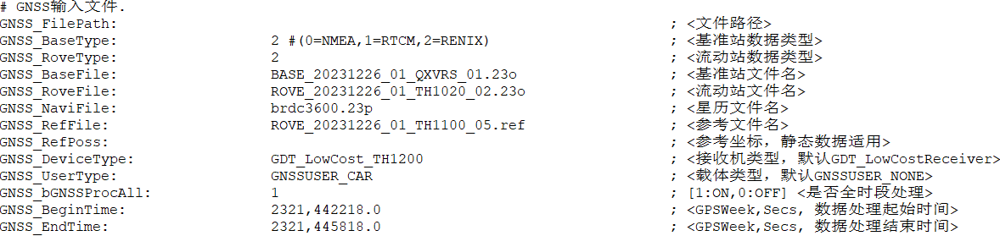 # GNSS输入文件.
GNSS_FilePath: ; <文件路径>
GNSS_BaseType: 2 #(0=NMEA,1=RTCM,2=RENIX) ; <基准站数据类型>
GNSS_RoveType: 2 ; <流动站数据类型>
GNSS_BaseFile: BASE_20231226_01_QXVRS_01.23o ; <基准站文件名>
GNSS_RoveFile: ROVE_20231226_01_TH1020_02.23o ; <流动站文件名>
GNSS_NaviFile: brdc3600.23p ; <星历文件名>
GNSS_RefFile: ROVE_20231226_01_TH1100_05.ref ; <参考文件名>
GNSS_RefPoss: ; <参考坐标，静态数据适用>
GNSS_DeviceType: GDT_LowCost_TH1200 ; <接收机类型，默认GDT_LowCostReceiver>
GNSS_UserType: GNSSUSER_CAR ; <载体类型，默认GNSSUSER_NONE>
GNSS_bGNSSProcAll: 1 ; [1:ON,0:OFF] <是否全时段处理>
GNSS_BeginTime: 2321,442218.0 ; <GPSWeek,Secs, 数据处理起始时间>
GNSS_EndTime: 2321,445818.0 ; <GPSWeek,Secs, 数据处理结束时间>